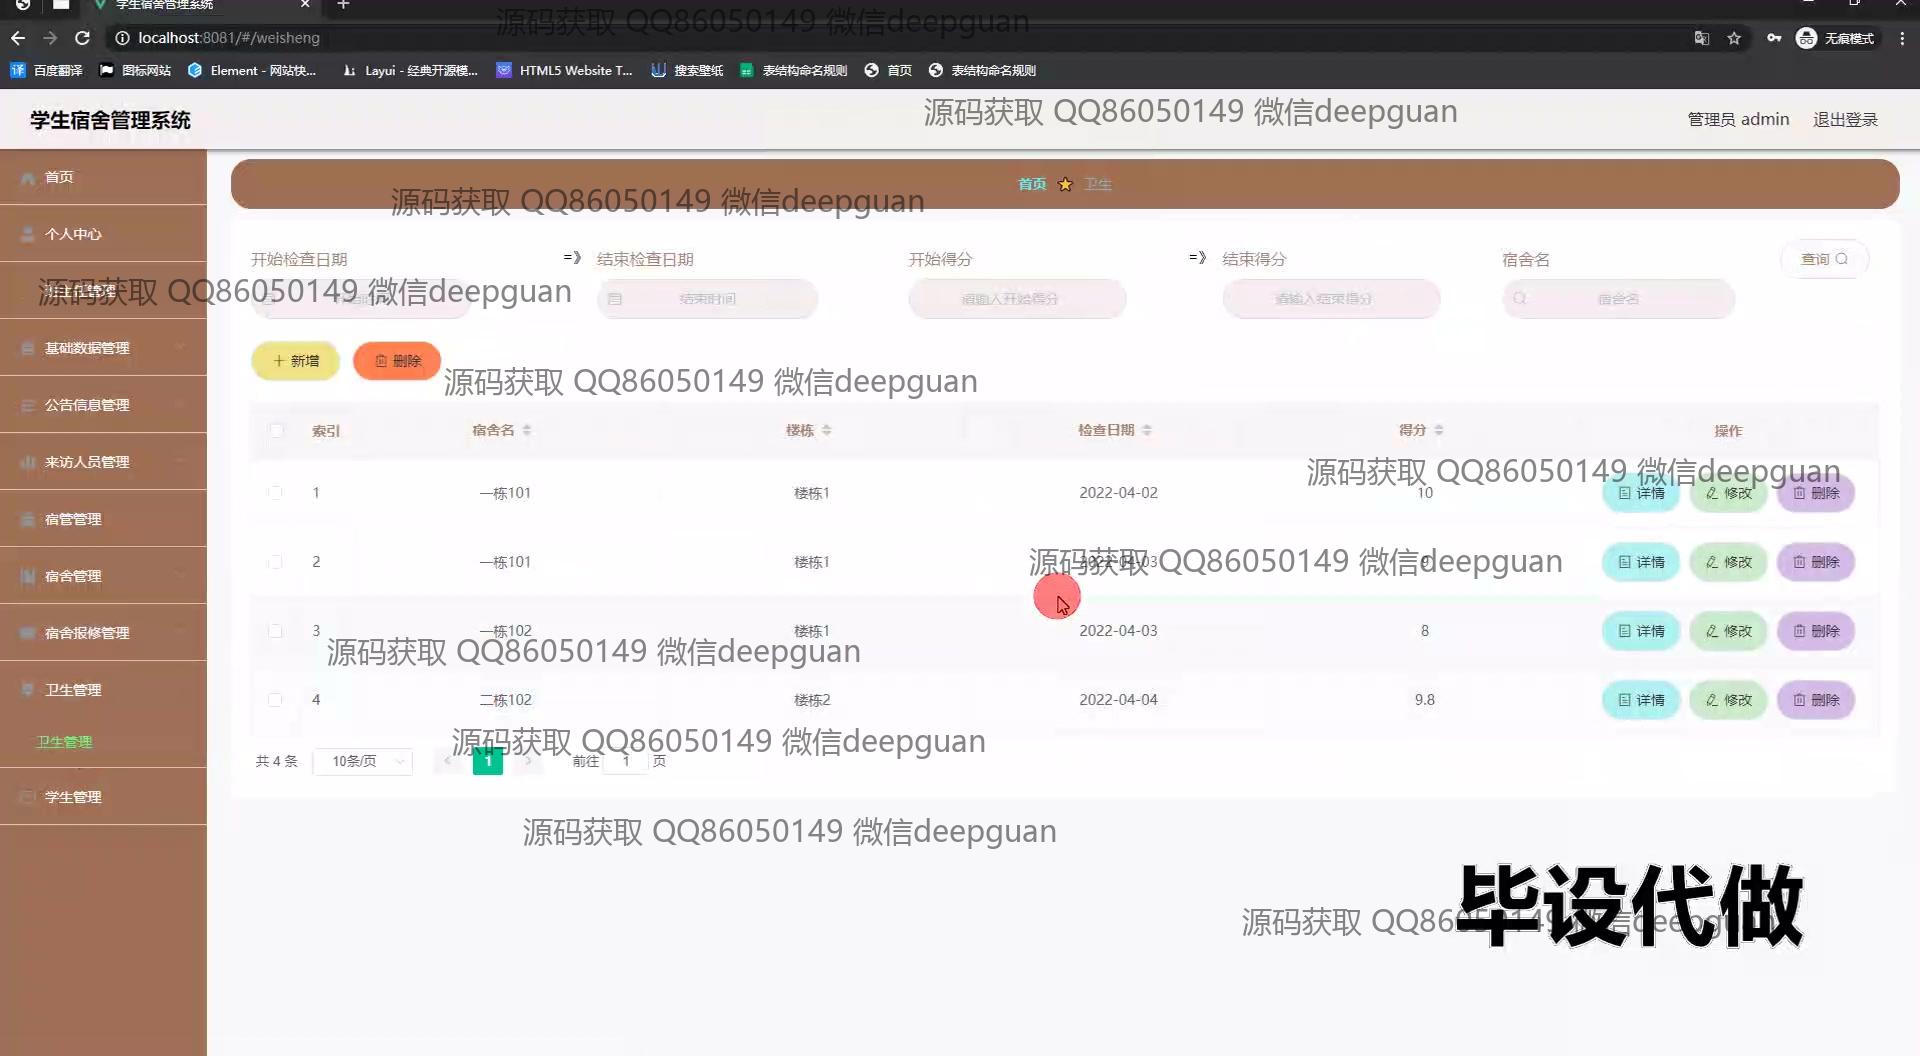 学生宿舍管理系统
源码获取 QQ86050149 微信deepguan
localhost:8081/#/weisheng
无痕模式
百度翻译 图标网站 Element - 网站快... Layui - 经典开源模... HTML5 Website T... 搜索壁纸 表结构命名规则 首页 表结构命名规则
学生宿舍管理系统
源码获取 QQ86050149 微信deepguan
管理员 admin 退出登录
首页
首页 卫生
源码获取 QQ86050149 微信deepguan
个人中心
开始检查日期 =》 结束检查日期 开始得分 =》 结束得分 宿舍名 查询
源码获取 QQ86050149 微信deepguan
结束时间 请输入开始得分 请输入结束得分 宿舍名
基础数据管理
新增 删除
源码获取 QQ86050149 微信deepguan
公告信息管理
索引 宿舍名 楼栋 检查日期 得分 操作
来访人员管理
源码获取 QQ86050149 微信deepguan
1 一栋101 楼栋1 2022-04-02 10 详情 修改 删除
宿管管理
2 一栋101 楼栋1 2022-04-03 详情 修改 删除
源码获取 QQ86050149 微信deepguan
宿舍管理
3 一栋102 楼栋1 2022-04-03 8 详情 修改 删除
宿舍报修管理
源码获取 QQ86050149 微信deepguan
卫生管理
4 二栋102 楼栋2 2022-04-04 9.8 详情 修改 删除
卫生管理
源码获取 QQ86050149 微信deepguan
共 4 条 10条/页 1 前往 1 页
学生管理
源码获取 QQ86050149 微信deepguan
毕设代做
源码获取 QQ86050149 微信deepguan